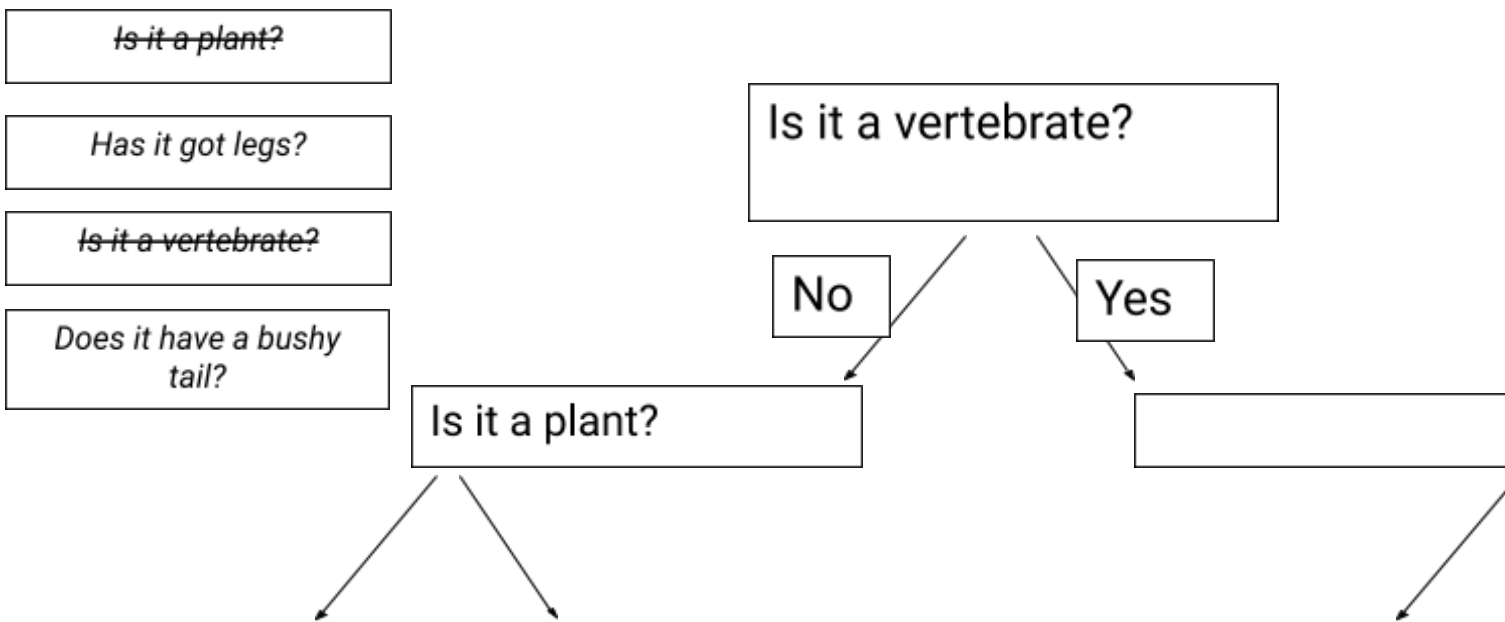 Is it a plant?
Has it got legs?
Is it a vertebrate?
Does it have a bushy
tail?
Is it a vertebrate?
No
Yes
Is it a plant?